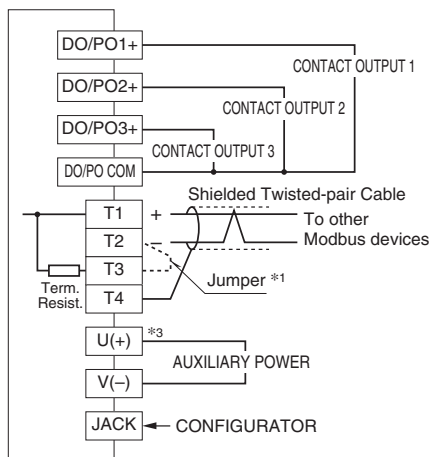 DO/PO1+
CONTACT OUTPUT 1
DO/PO2+
CONTACT OUTPUT 2
DO/PO3+
CONTACT OUTPUT 3
DO/PO COM
Shielded Twisted-pair Cable
T1
+
To other
Modbus devices
T2
–
T3
Jumper *1
Term.
Resist.
T4
U(+)
*3
AUXILIARY POWER
V(–)
JACK
CONFIGURATOR